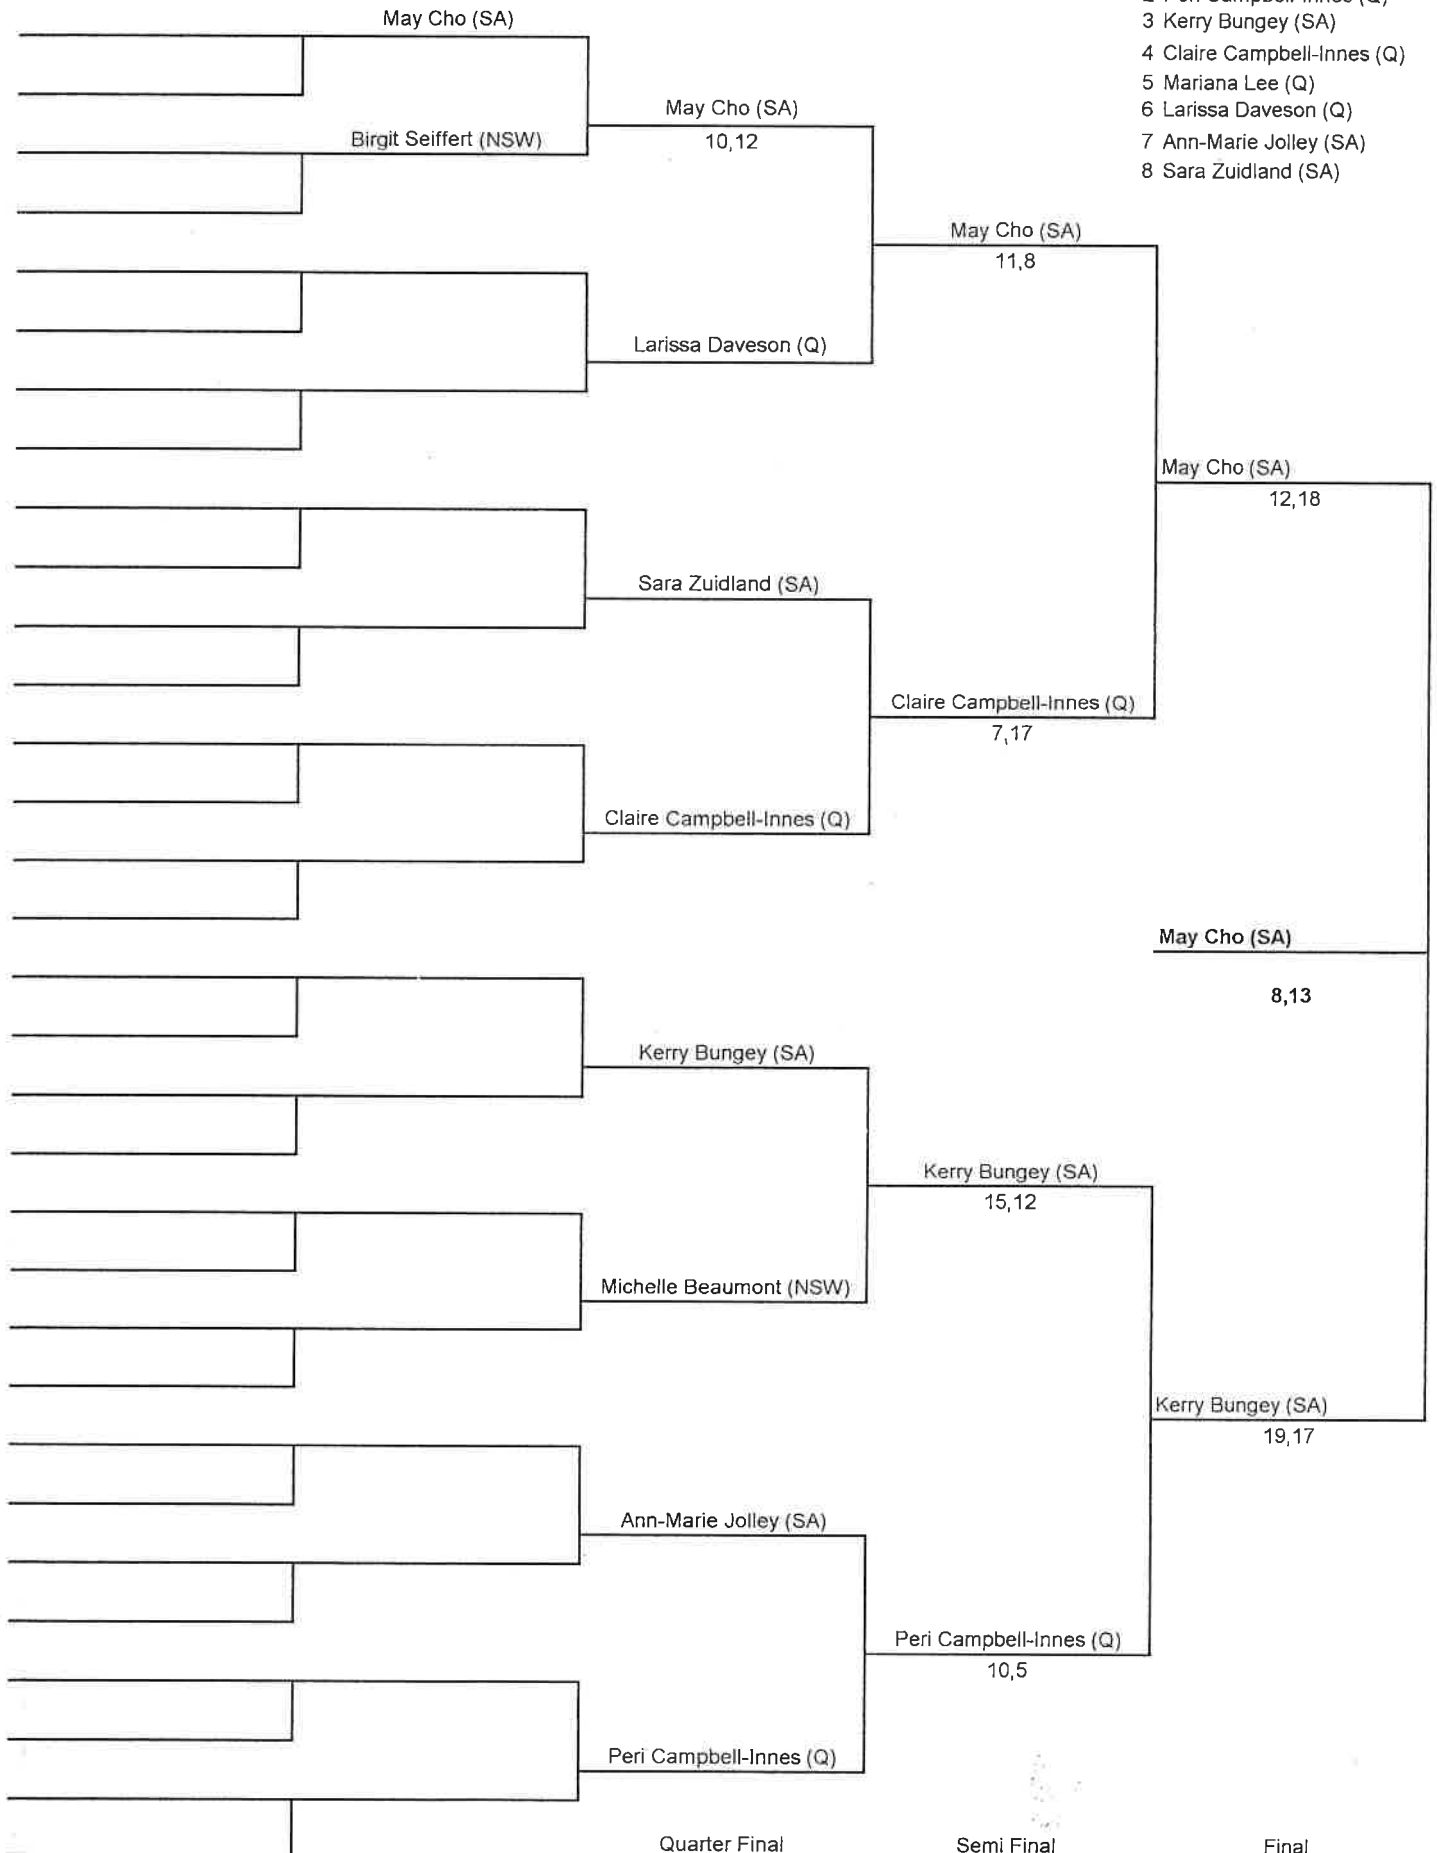 May Cho (SA)
2 Peri Campbell-Innes (Q)
3 Kerry Bungey (SA)
4 Claire Campbell-Innes (Q)
5 Mariana Lee (Q)
6 Larissa Daveson (Q)
7 Ann-Marie Jolley (SA)
8 Sara Zuidland (SA)
May Cho (SA)
10,12
Birgit Seiffert (NSW)
May Cho (SA)
11,8
Larissa Daveson (Q)
May Cho (SA)
12,18
Sara Zuidland (SA)
Claire Campbell-Innes (Q)
7,17
Claire Campbell-Innes (Q)
May Cho (SA)
8,13
Kerry Bungey (SA)
Kerry Bungey (SA)
15,12
Michelle Beaumont (NSW)
Kerry Bungey (SA)
19,17
Ann-Marie Jolley (SA)
Peri Campbell-Innes (Q)
10,5
Peri Campbell-Innes (Q)
Quarter Final
Semi Final
Final